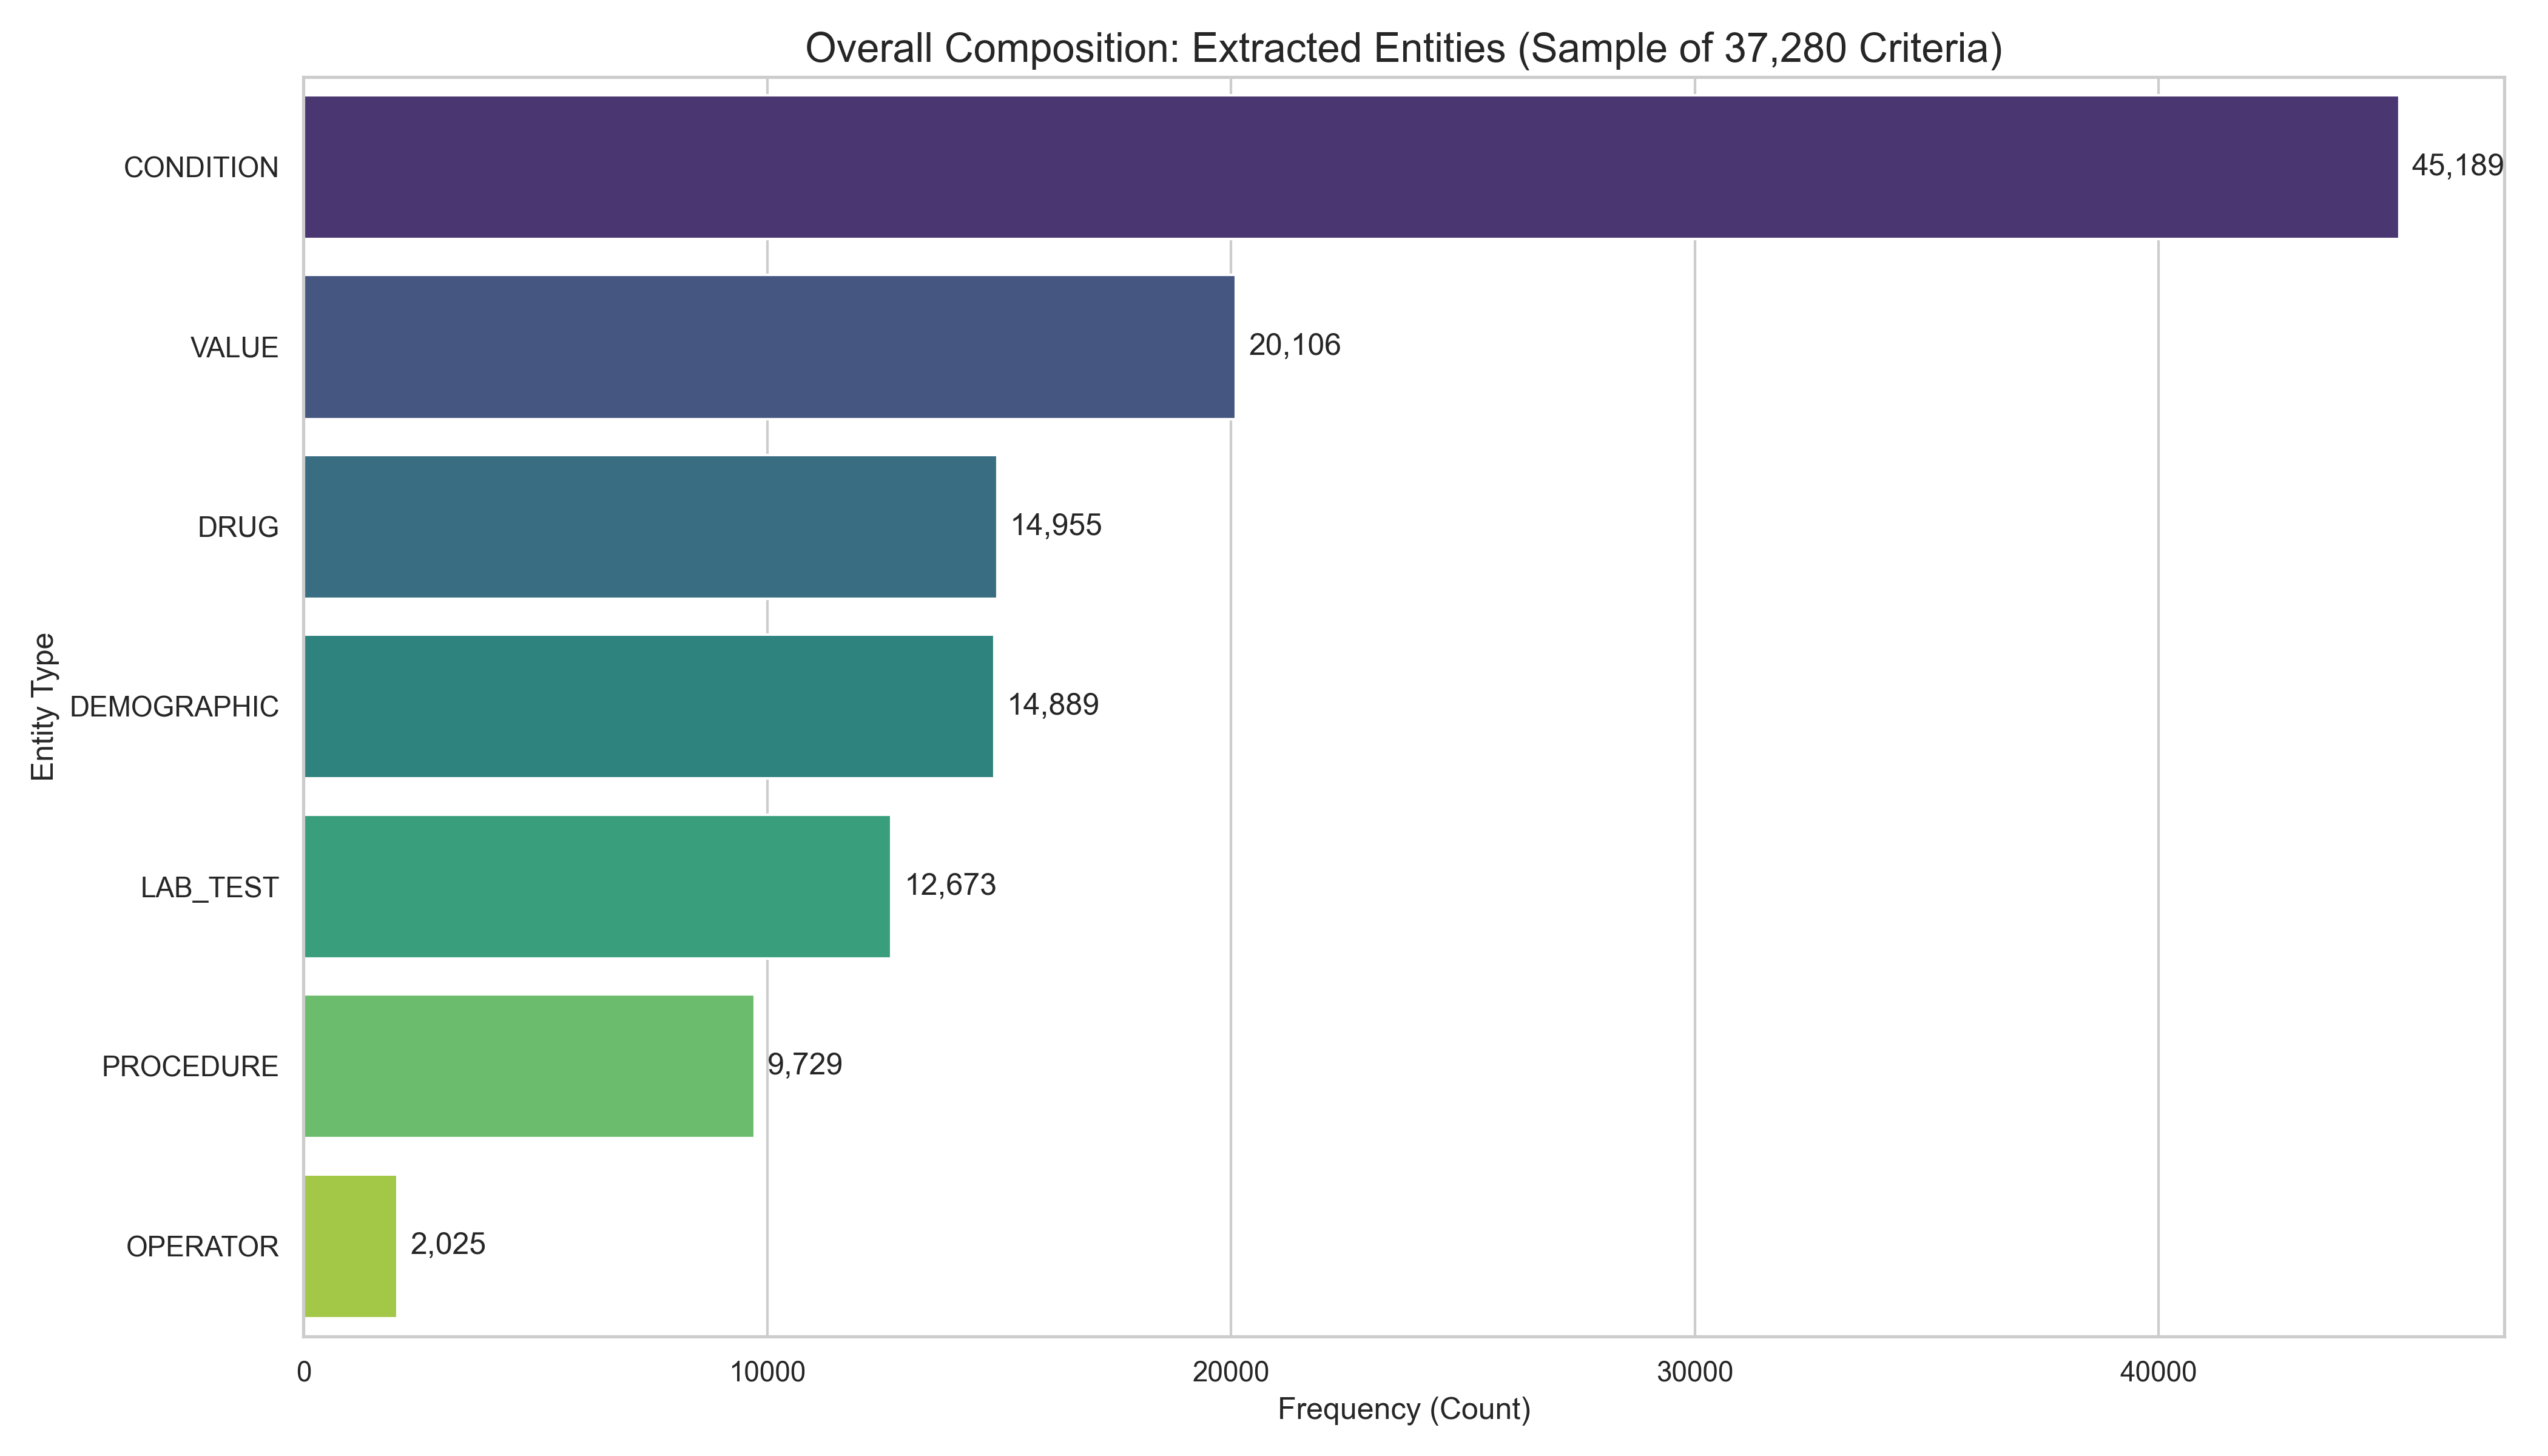 Overall Composition: Extracted Entities (Sample of 37,280 Criteria)
Entity Type
CONDITION
45,189
VALUE
20,106
DRUG
14,955
DEMOGRAPHIC
14,889
LAB_TEST
12,673
PROCEDURE
9,729
OPERATOR
2,025
0 10000 20000 30000 40000
Frequency (Count)